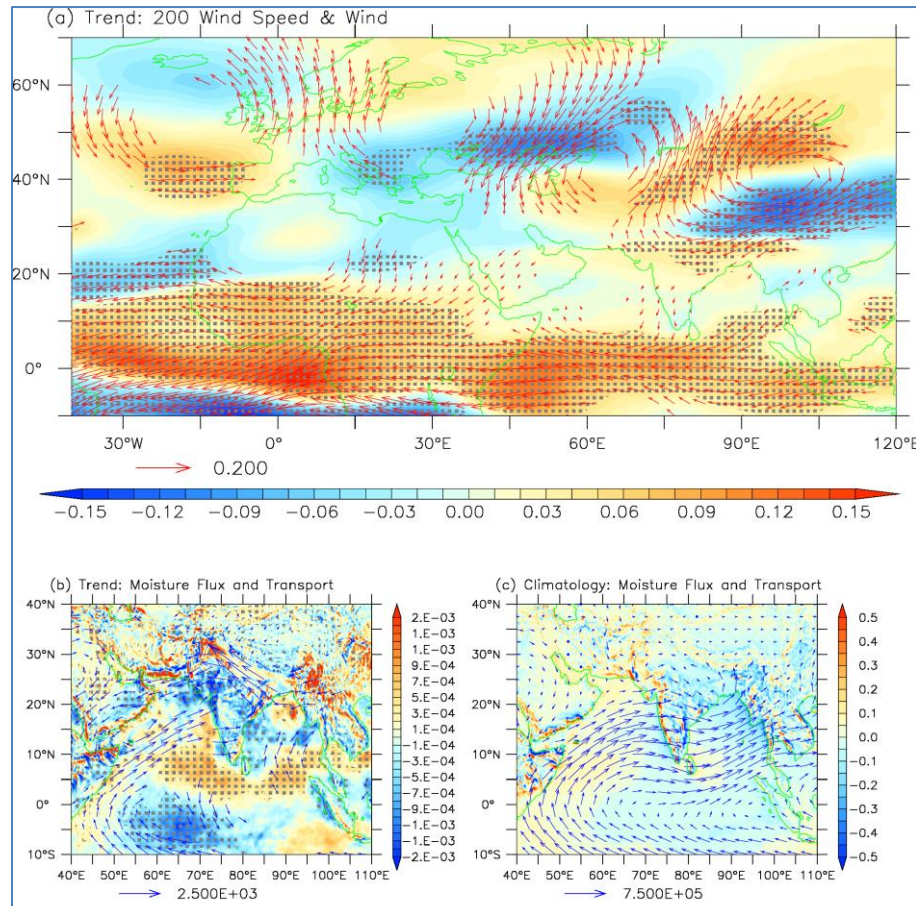 (a) Trend: 200 Wind Speed & Wind
60°N
40°N
20°N
0°
30°W 0° 30°E 60°E 90°E 120°E
0.200
−0.15 −0.09 −0.06 −0.03 0.00 0.03 0.06 0.09 0.12 0.15
(b) Trend: Moisture Flux and Transport
40°N
30°N
20°N
10°N
0°
10°S
40°E 50°E 60°E 70°E 80°E 90°E 100°E 110°E
2.500E+03
2.E−03
1.E−03
1.E−03
9.E−04
7.E−04
5.E−04
4.E−04
1.E−04
−1.E−04
−4.E−04
−5.E−04
−7.E−04
−9.E−04
−1.E−03
−1.E−03
−2.E−03
(c) Climatology: Moisture Flux and Transport
40°N
30°N
20°N
10°N
0°
10°S
40°E 50°E 60°E 70°E 80°E 90°E 100°E 110°E
7.500E+05
0.5
0.4
0.3
0.2
0.1
0.0
−0.1
−0.2
−0.3
−0.4
−0.5